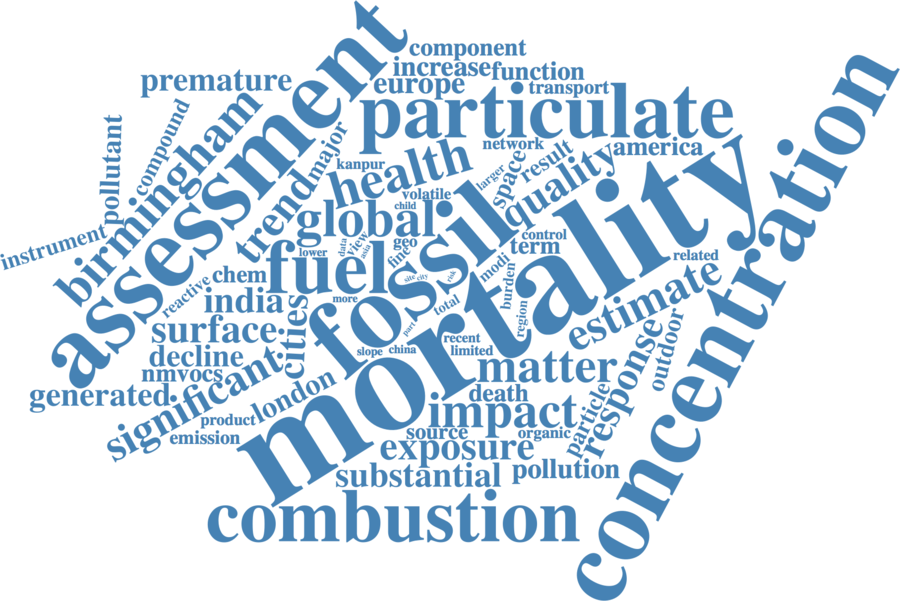 component
increase
function
premature
europe
transport
assessment
particulate
birmingham
compound
pollutant
major
network
america
kanpur
health
larger
space
result
quality
volatile
child
trend
global
instrument
geo
control
term
lower
data
view
asia
fine
fossil
mortality
concentration
related
chem
fuel
site
city
risk
modi
burden
reactive
india
more
total
region
estimate
surface
cities
part
recent
decline
slope
china
limited
nmvocs
matter
response
outdoor
generated
significant
london
death
particle
product
impact
emission
source
organic
exposure
substantial
pollution
combustion